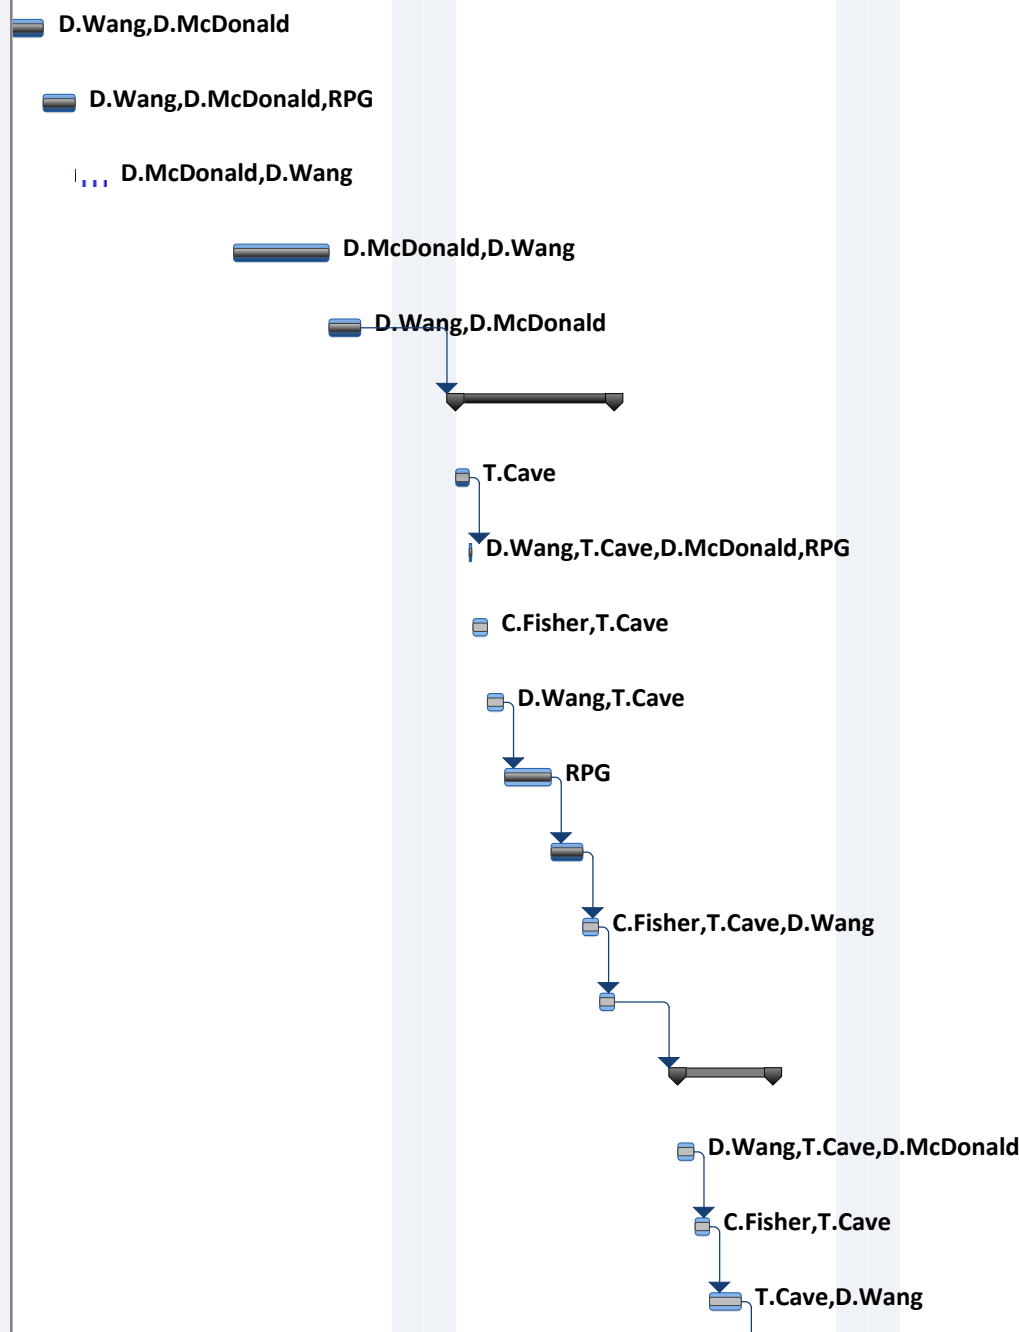 D.Wang,D.McDonald
D.Wang,D.McDonald,RPG
D.McDonald,D.Wang
D.McDonald,D.Wang
D.Wang,D.McDonald
T.Cave
D.Wang,T.Cave,D.McDonald,RPG
C.Fisher,T.Cave
D.Wang,T.Cave
RPG
C.Fisher,T.Cave,D.Wang
D.Wang,T.Cave,D.McDonald
C.Fisher,T.Cave
T.Cave,D.Wang